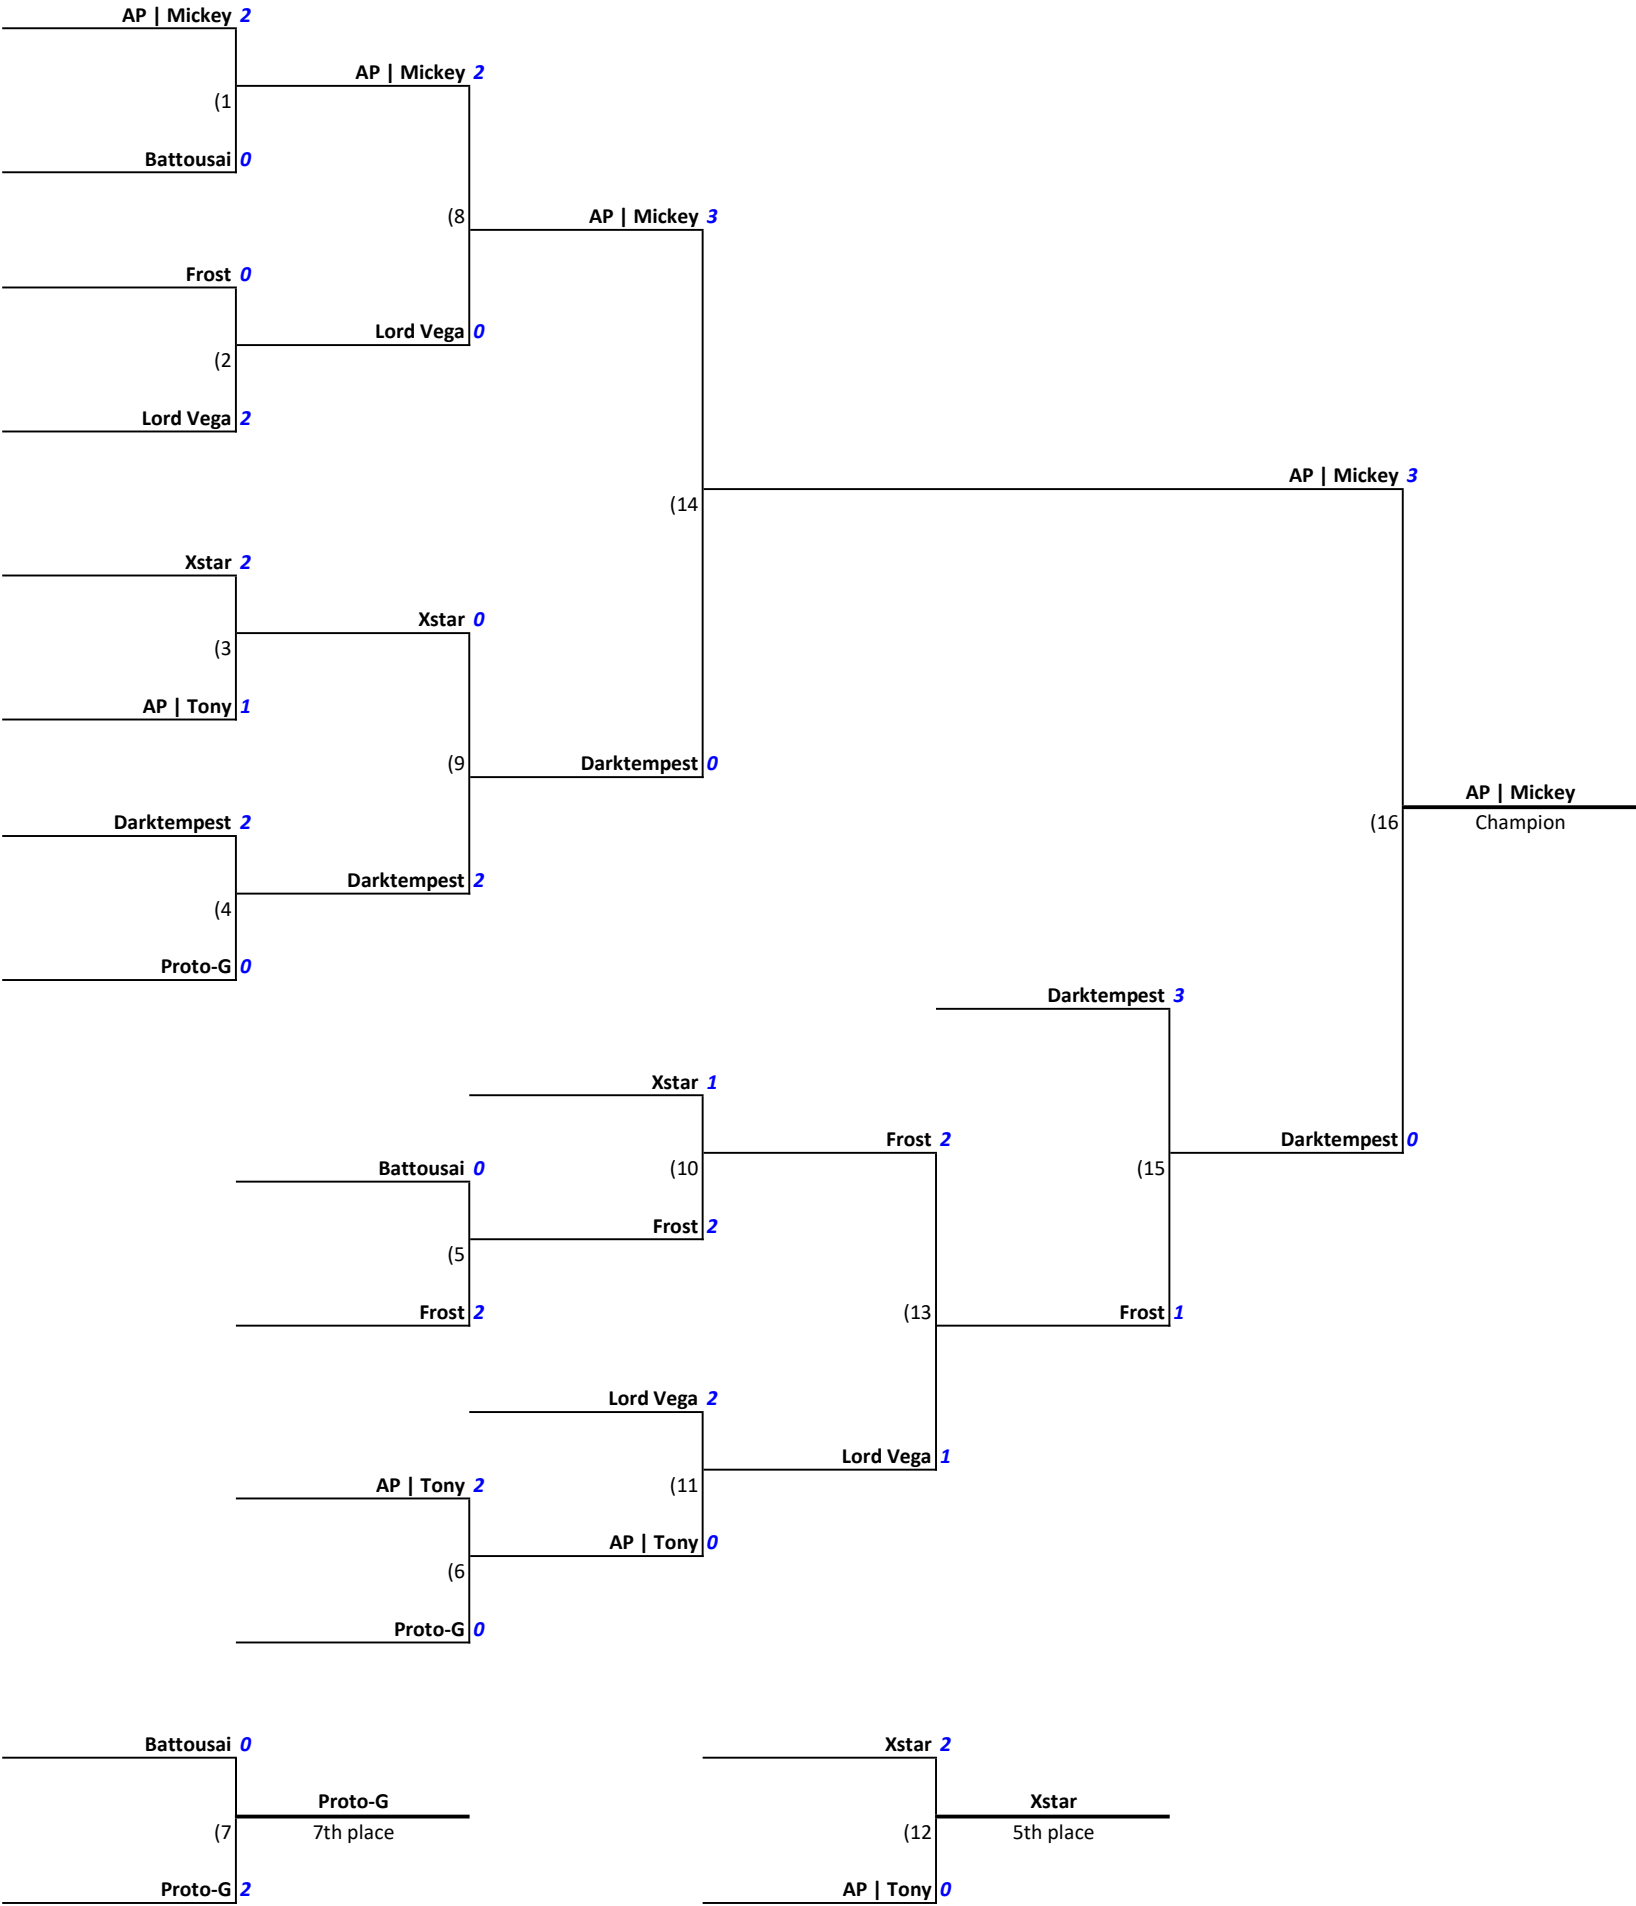 AP | Mickey 2
AP | Mickey 2
(1
Battousai 0
(8
AP | Mickey 3
Frost 0
Lord Vega 0
(2
Lord Vega 2
AP | Mickey 3
(14
Xstar 2
Xstar 0
(3
AP | Tony 1
(9
Darktempest 0
AP | Mickey
Darktempest 2
(16
Champion
Darktempest 2
(4
Proto-G 0
Darktempest 3
Xstar 1
Frost 2
Darktempest 0
Battousai 0
(10
(15
Frost 2
(5
Frost 2
(13
Frost 1
Lord Vega 2
Lord Vega 1
AP | Tony 2
(11
AP | Tony 0
(6
Proto-G 0
Battousai 0
Xstar 2
Proto-G
Xstar
(7
7th place
(12
5th place
Proto-G 2
AP | Tony 0